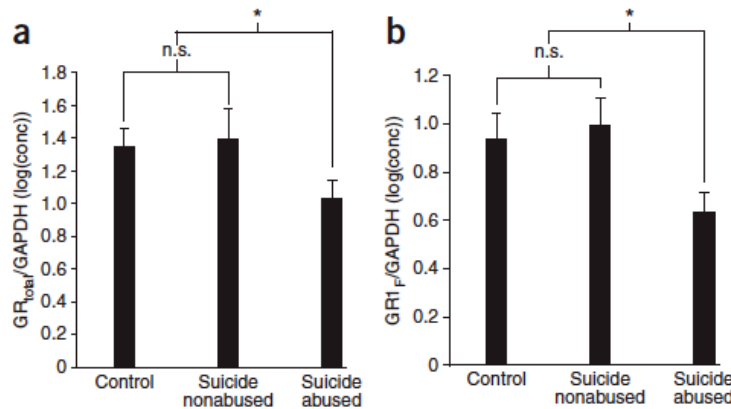 a
*
n.s.
GR_total/GAPDH (log(conc))
1.8
1.6
1.4
1.2
1.0
0.8
0.6
0.4
0.2
0
Control
Suicide nonabused
Suicide abused
b
*
n.s.
GR1_F/GAPDH (log(conc))
1.2
1.0
0.8
0.6
0.4
0.2
0
Control
Suicide
nonabused
Suicide
abused